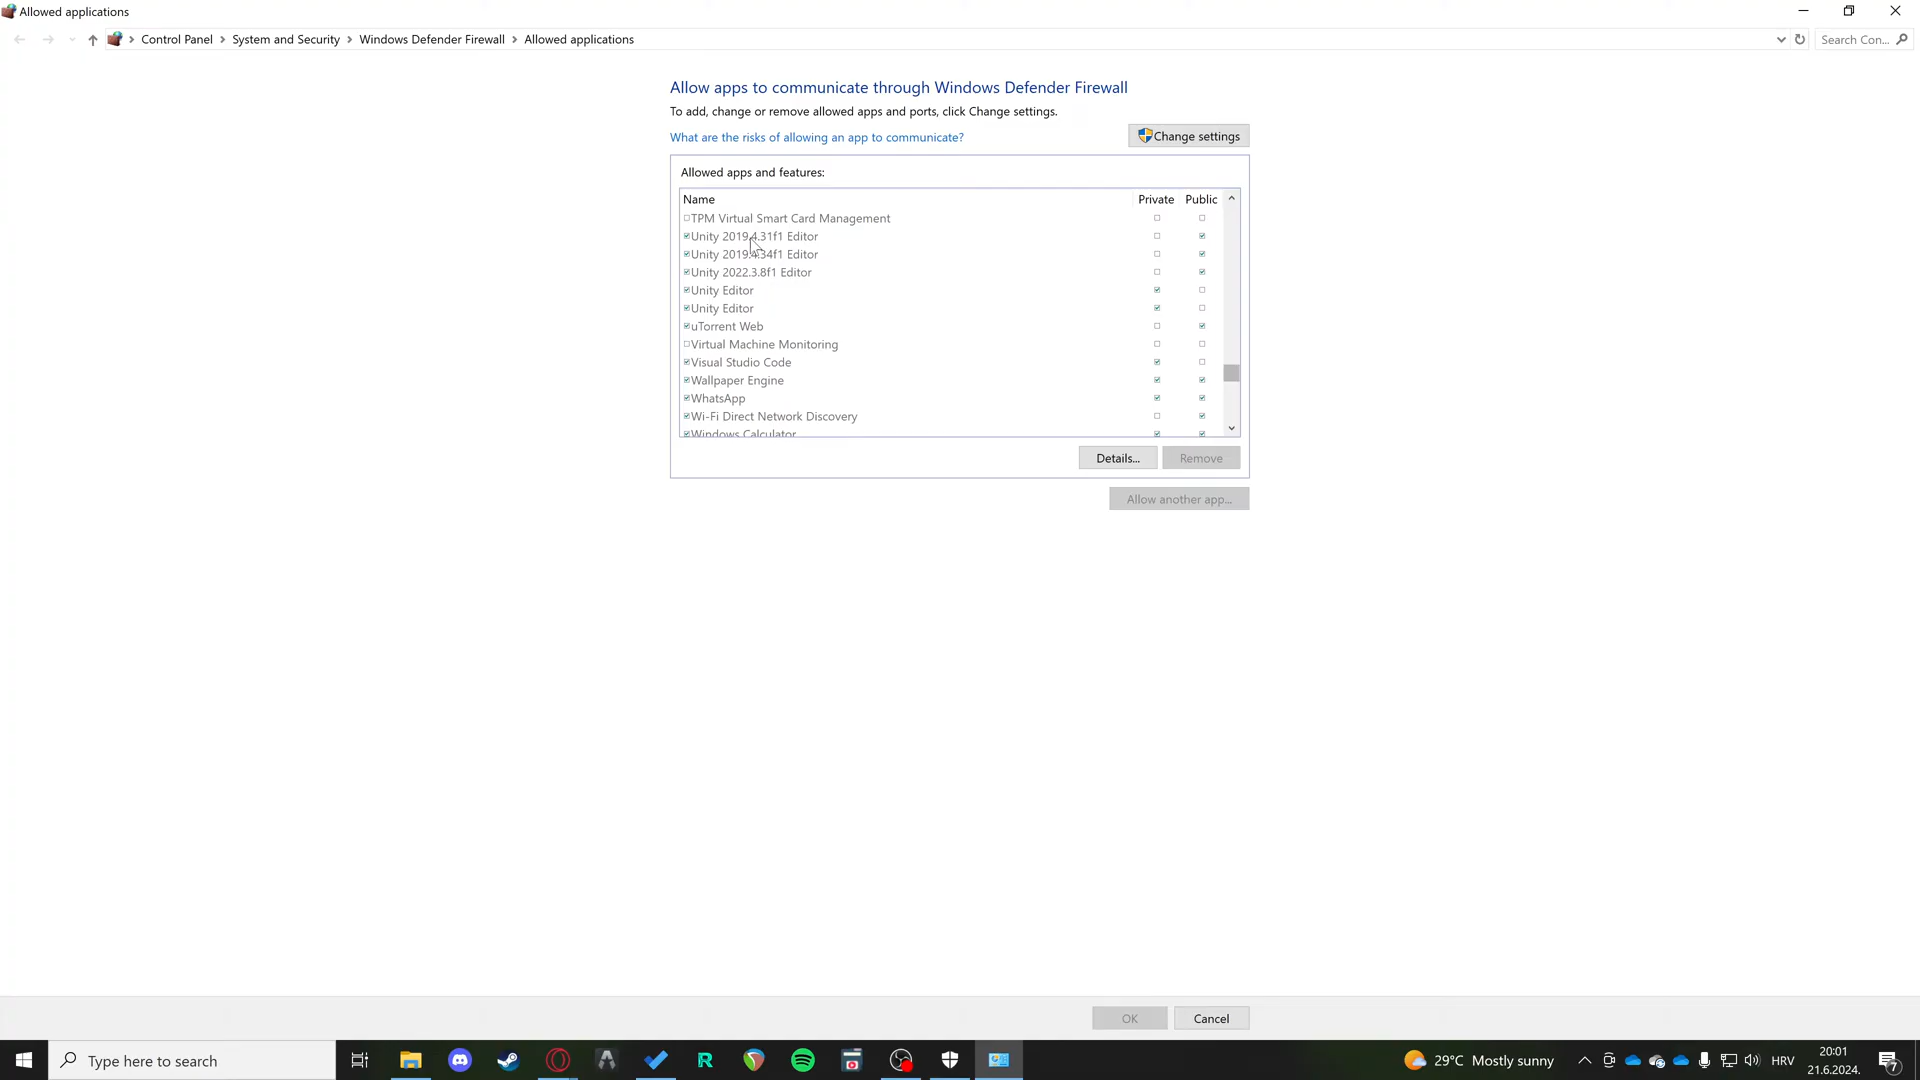 Allowed applications
Control Panel System and Security Windows Defender Firewall Allowed applications
Search Con...
Allow apps to communicate through Windows Defender Firewall
To add, change or remove allowed apps and ports, click Change settings.
What are the risks of allowing an app to communicate?
Change settings
Allowed apps and features:
Name Private Public
TPM Virtual Smart Card Management
Unity 2019.4.31f1 Editor
Unity 2019.4.34f1 Editor
Unity 2022.3.8f1 Editor
Unity Editor
Unity Editor
uTorrent Web
Virtual Machine Monitoring
Visual Studio Code
Wallpaper Engine
WhatsApp
Wi-Fi Direct Network Discovery
Windows Calculator
Details... Remove
Allow another app...
OK Cancel
Type here to search
29°C Mostly sunny
HRV
20:01
21.6.2024.
7